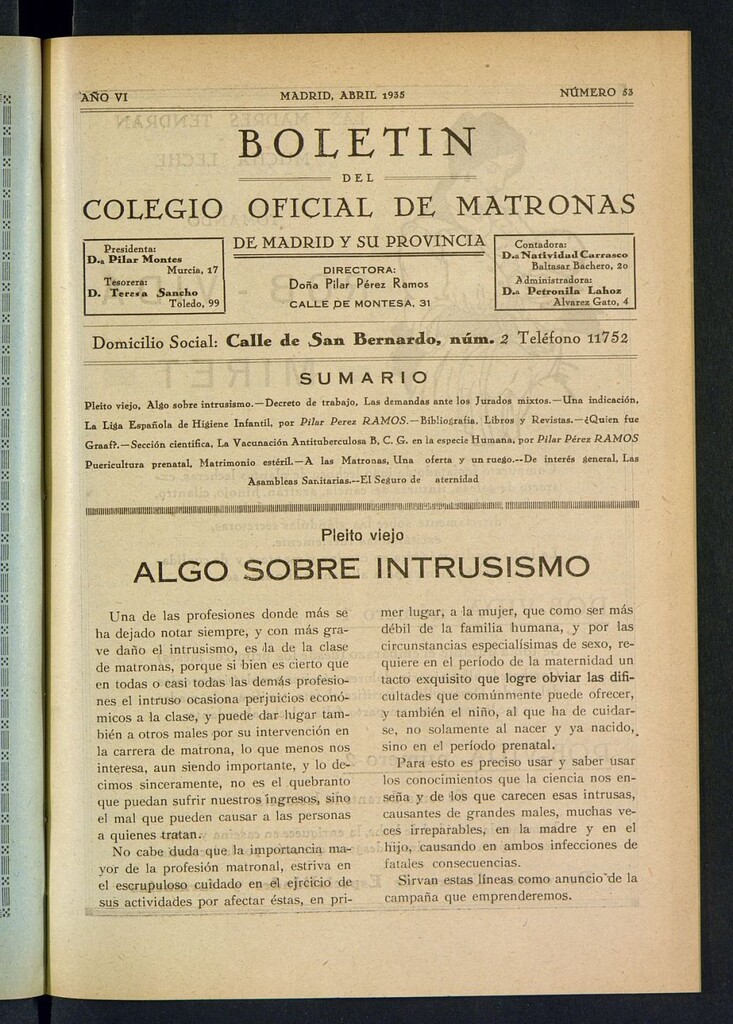 AÑO VI
MADRID, ABRIL 1935
NÚMERO 53
BOLETIN
DEL
COLEGIO OFICIAL DE MATRONAS
DE MADRID Y SU PROVINCIA
Presidenta:
D.a Pilar Montes
Murcia, 17
Tesorera:
D. Teresa Sancho
Toledo, 99
DIRECTORA:
Doña Pilar Pérez Ramos
CALLE DE MONTESA, 31
Contadora:
D.a Natividad Carrasco
Baltasar Bachero, 20
Administradora:
D.a Petronila Lahoz
Alvarez Gato, 4
Domicilio Social: Calle de San Bernardo, núm. 2 Teléfono 11752
SUMARIO
Pleito viejo, Algo sobre intrusismo.—Decreto de trabajo, Las demandas ante los Jurados mixtos.—Una indicación,
La Liga Española de Higiene Infantil, por Pilar Perez RAMOS.—Bibliografía, Libros y Revistas.—¿Quien fue
Graaf?.—Sección científica, La Vacunación Antituberculosa B, C. G. en la especie Humana, por Pilar Pérez RAMOS
Puericultura prenatal, Matrimonio estéril.—A las Matronas, Una oferta y un ruego.--De interés general, Las
Asambleas Sanitarias.--El Seguro de aternidad
Pleito viejo
ALGO SOBRE INTRUSISMO
Una de las profesiones donde más se
ha dejado notar siempre, y con más gra-
ve daño el intrusismo, es la de la clase
de matronas, porque si bien es cierto que
en todas o casi todas las demás profesio-
nes el intruso ocasiona perjuicios econó-
micos a la clase, y puede dar lugar tam-
bién a otros males por su intervención en
la carrera de matrona, lo que menos nos
interesa, aun siendo importante, y lo de-
cimos sinceramente, no es el quebranto
que puedan sufrir nuestros ingresos, sino
el mal que pueden causar a las personas
a quienes tratan.
No cabe duda que la importancia ma-
yor de la profesión matronal, estriva en
el escrupuloso cuidado en el ejrcicio de
sus actividades por afectar éstas, en pri-
mer lugar, a la mujer, que como ser más
débil de la familia humana, y por las
circunstancias especialísimas de sexo, re-
quiere en el período de la maternidad un
tacto exquisito que logre obviar las difi-
cultades que comúnmente puede ofrecer,
y también el niño, al que ha de cuidar-
se, no solamente al nacer y ya nacido,
sino en el período prenatal.
Para esto es preciso usar y saber usar
los conocimientos que la ciencia nos en-
seña y de los que carecen esas intrusas,
causantes de grandes males, muchas ve-
ces irreparables, en la madre y en el
hijo, causando en ambos infecciones de
fatales consecuencias.
Sirvan estas líneas como anuncio de la
campaña que emprenderemos.